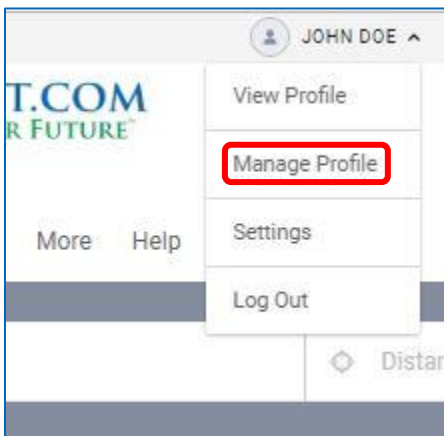 JOHN DOE
T.COM
R FUTURE
View Profile
Manage Profile
More Help
Settings
Log Out
Distan